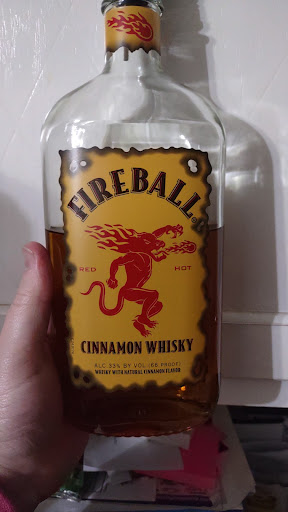 FIREBALL
RED HOT
CINNAMON WHISKY
ALC 33% BY VOL (66 PROOF)
WHISKY WITH NATURAL CINNAMON FLAVOR